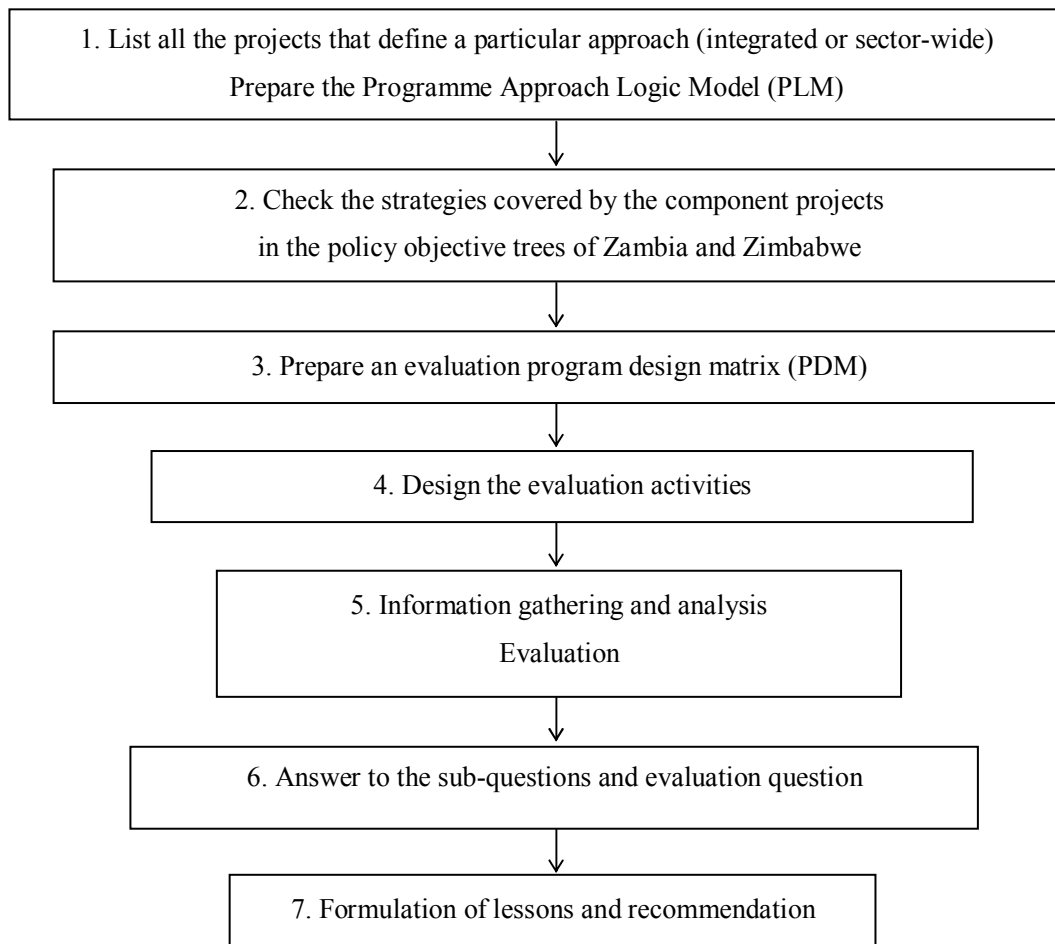 1. List all the projects that define a particular approach (integrated or sector-wide)
Prepare the Programme Approach Logic Model (PLM)
2. Check the strategies covered by the component projects
in the policy objective trees of Zambia and Zimbabwe
3. Prepare an evaluation program design matrix (PDM)
4. Design the evaluation activities
5. Information gathering and analysis
Evaluation
6. Answer to the sub-questions and evaluation question
7. Formulation of lessons and recommendation